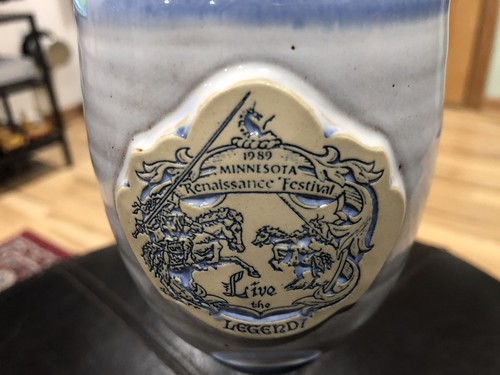 1989
MINNESOTA
Renaissance Festival
Live
the
LEGEND!